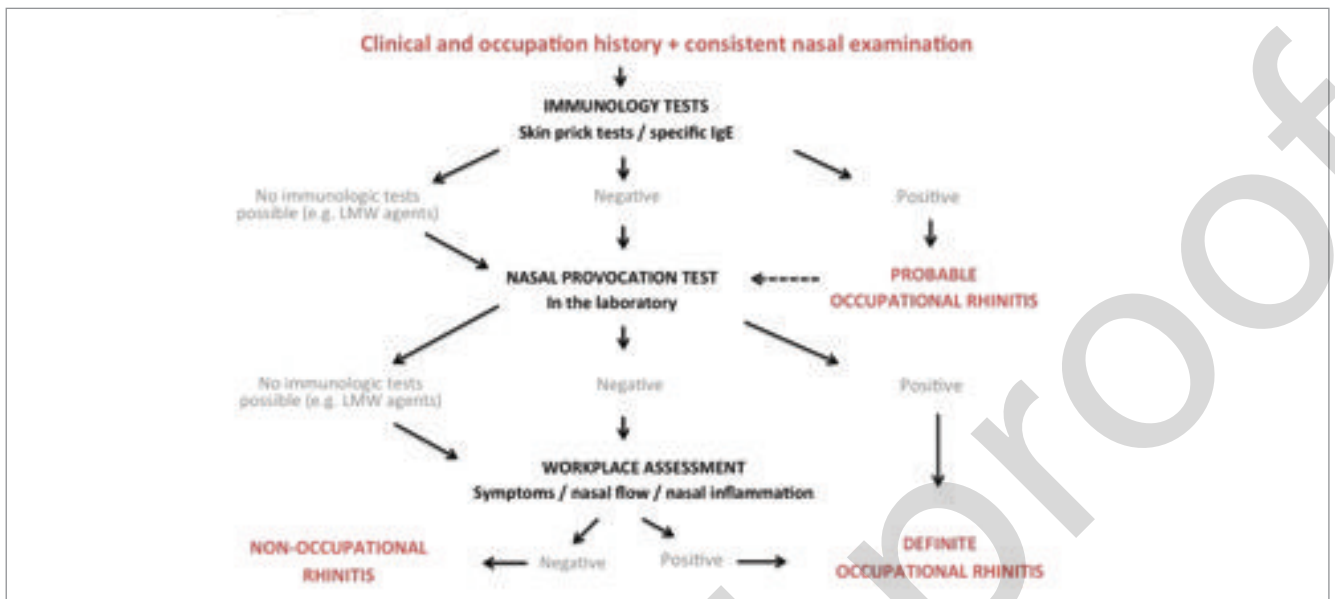 Clinical and occupation history + consistent nasal examination
IMMUNOLOGY TESTS
Skin prick tests / specific IgE
No immunologic tests
possible (e.g. LMW agents)
Negative
Positive
NASAL PROVOCATION TEST
In the laboratory
PROBABLE
OCCUPATIONAL RHINITIS
No immunologic tests
possible (e.g. LMW agents)
Negative
Positive
WORKPLACE ASSESSMENT
Symptoms / nasal flow / nasal inflammation
NON-OCCUPATIONAL
RHINITIS
Negative
Positive
DEFINITE
OCCUPATIONAL RHINITIS
proof